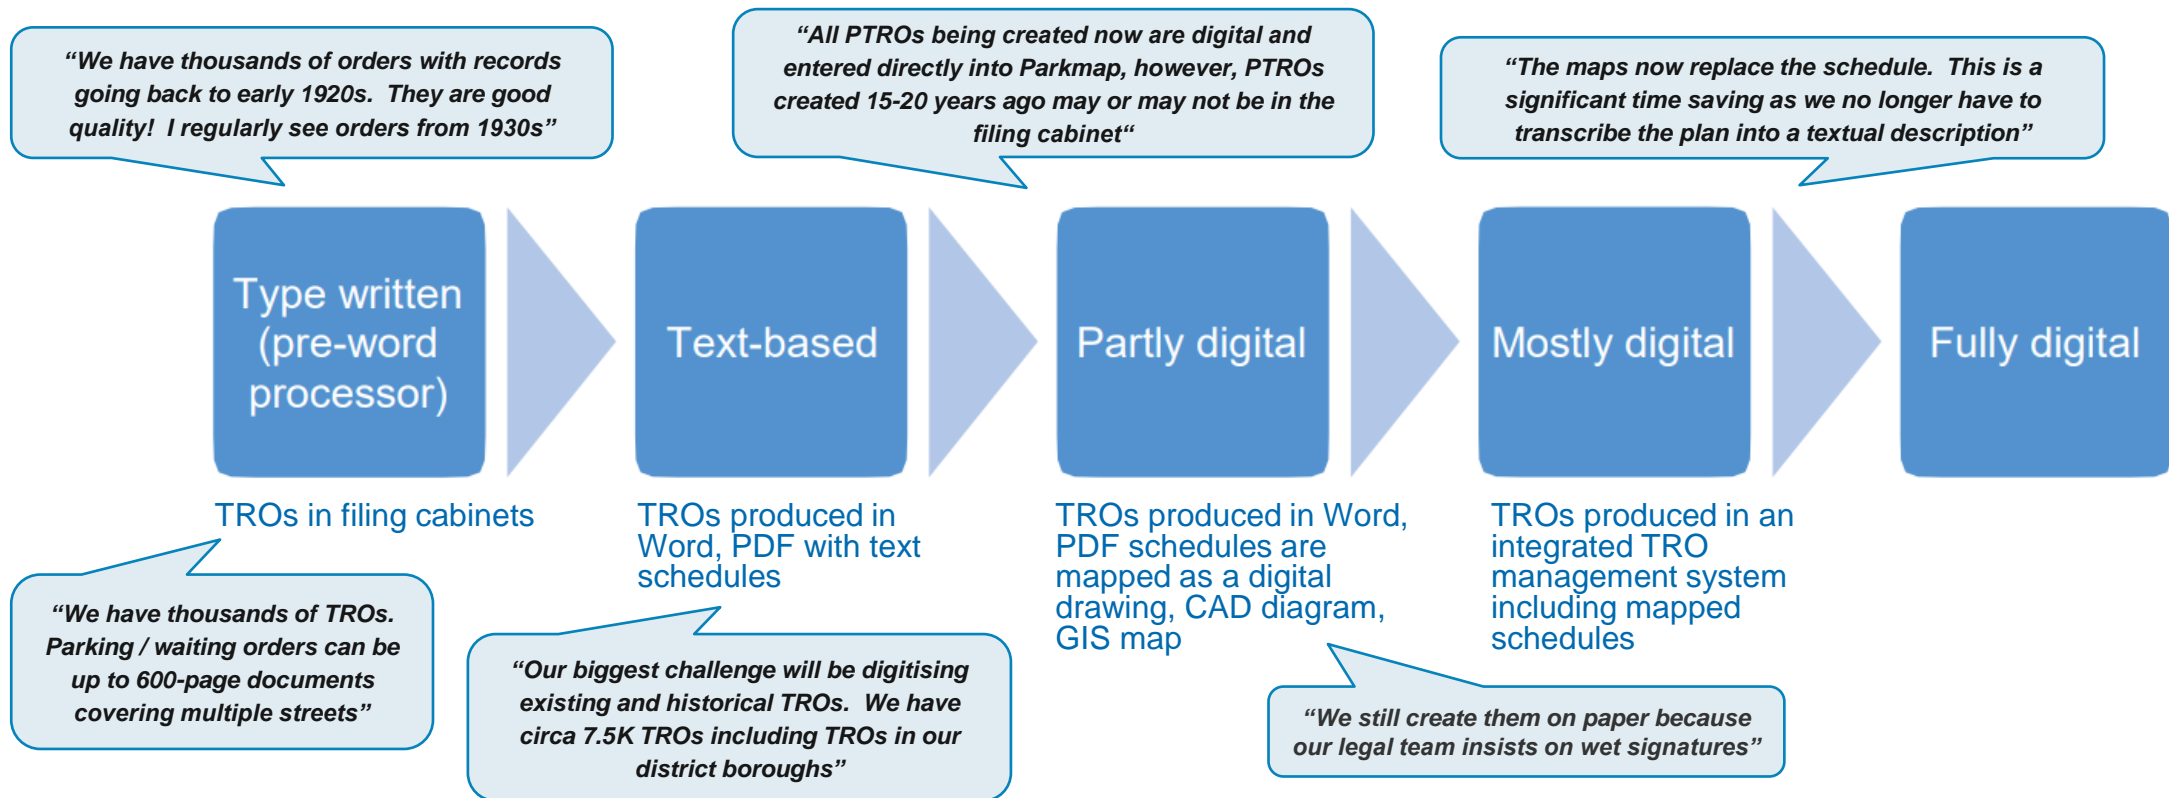 “We have thousands of orders with records
going back to early 1920s. They are good
quality! I regularly see orders from 1930s”
“All PTROs being created now are digital and
entered directly into Parkmap, however, PTROs
created 15-20 years ago may or may not be in the
filing cabinet“
“The maps now replace the schedule. This is a
significant time saving as we no longer have to
transcribe the plan into a textual description”
Type written
(pre-word
processor)
Text-based
Partly digital
Mostly digital
Fully digital
TROs in filing cabinets
TROs produced in
Word, PDF with text
schedules
TROs produced in Word,
PDF schedules are
mapped as a digital
drawing, CAD diagram,
GIS map
TROs produced in an
integrated TRO
management system
including mapped
schedules
“We have thousands of TROs.
Parking / waiting orders can be
up to 600-page documents
covering multiple streets”
“Our biggest challenge will be digitising
existing and historical TROs. We have
circa 7.5K TROs including TROs in our
district boroughs”
“We still create them on paper because
our legal team insists on wet signatures”